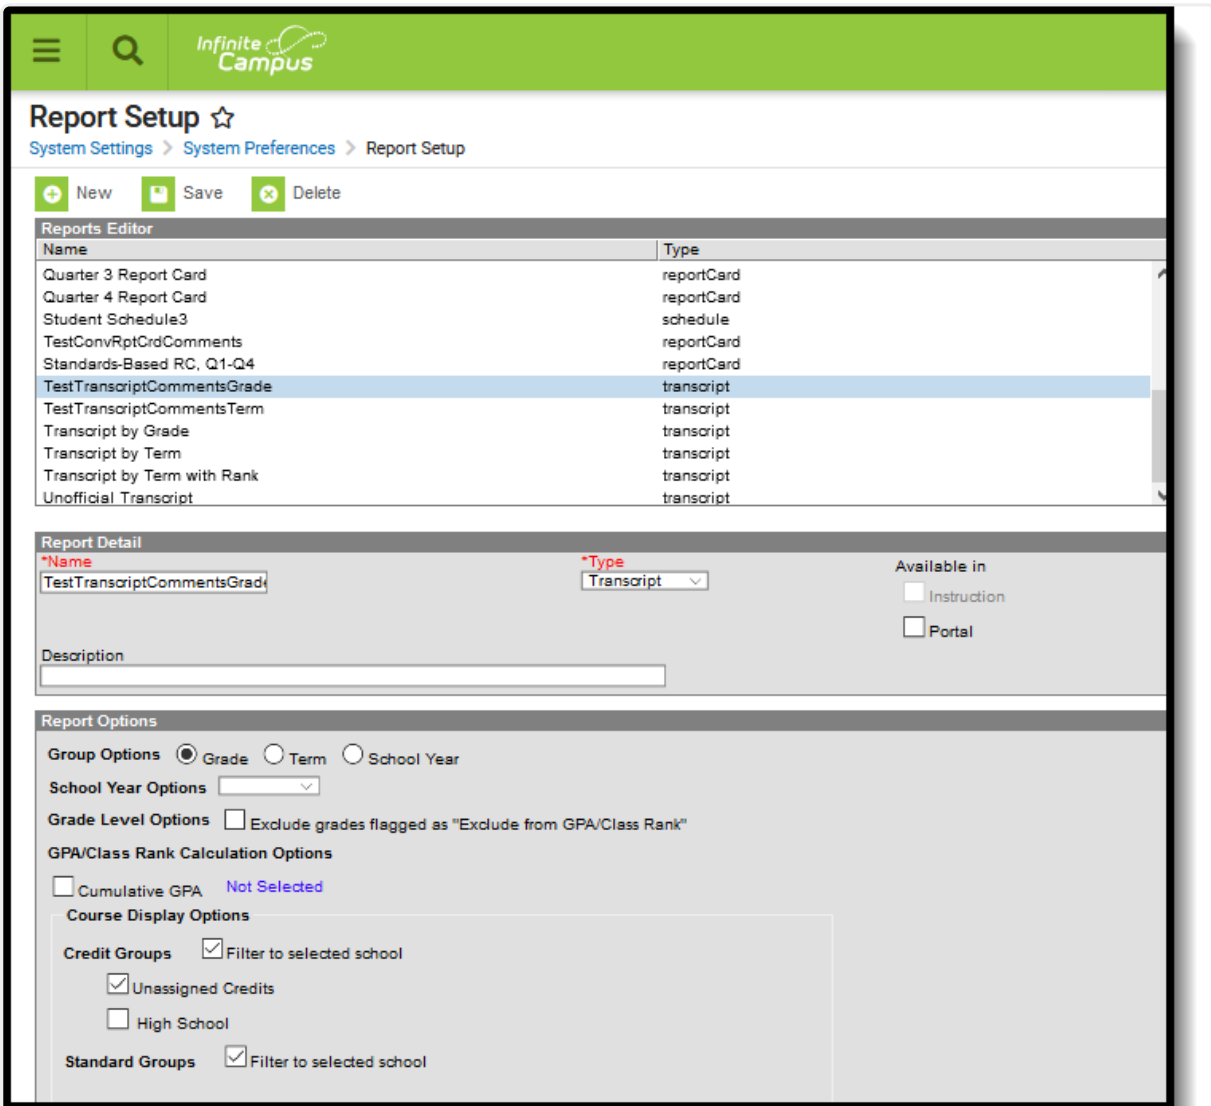 Infinite
Campus
Report Setup
System Settings > System Preferences > Report Setup
New Save Delete
Reports Editor
Name Type
Quarter 3 Report Card reportCard
Quarter 4 Report Card reportCard
Student Schedule3 schedule
TestConvRptCrdComments reportCard
Standards-Based RC, Q1-Q4 reportCard
TestTranscriptCommentsGrade transcript
TestTranscriptCommentsTerm transcript
Transcript by Grade transcript
Transcript by Term transcript
Transcript by Term with Rank transcript
Unofficial Transcript transcript
Report Detail
*Name *Type Available in
TestTranscriptCommentsGrade Transcript
Instruction
Portal
Description
Report Options
Group Options Grade Term School Year
School Year Options
Grade Level Options Exclude grades flagged as "Exclude from GPA/Class Rank"
GPA/Class Rank Calculation Options
Cumulative GPA Not Selected
Course Display Options
Credit Groups Filter to selected school
Unassigned Credits
High School
Standard Groups Filter to selected school